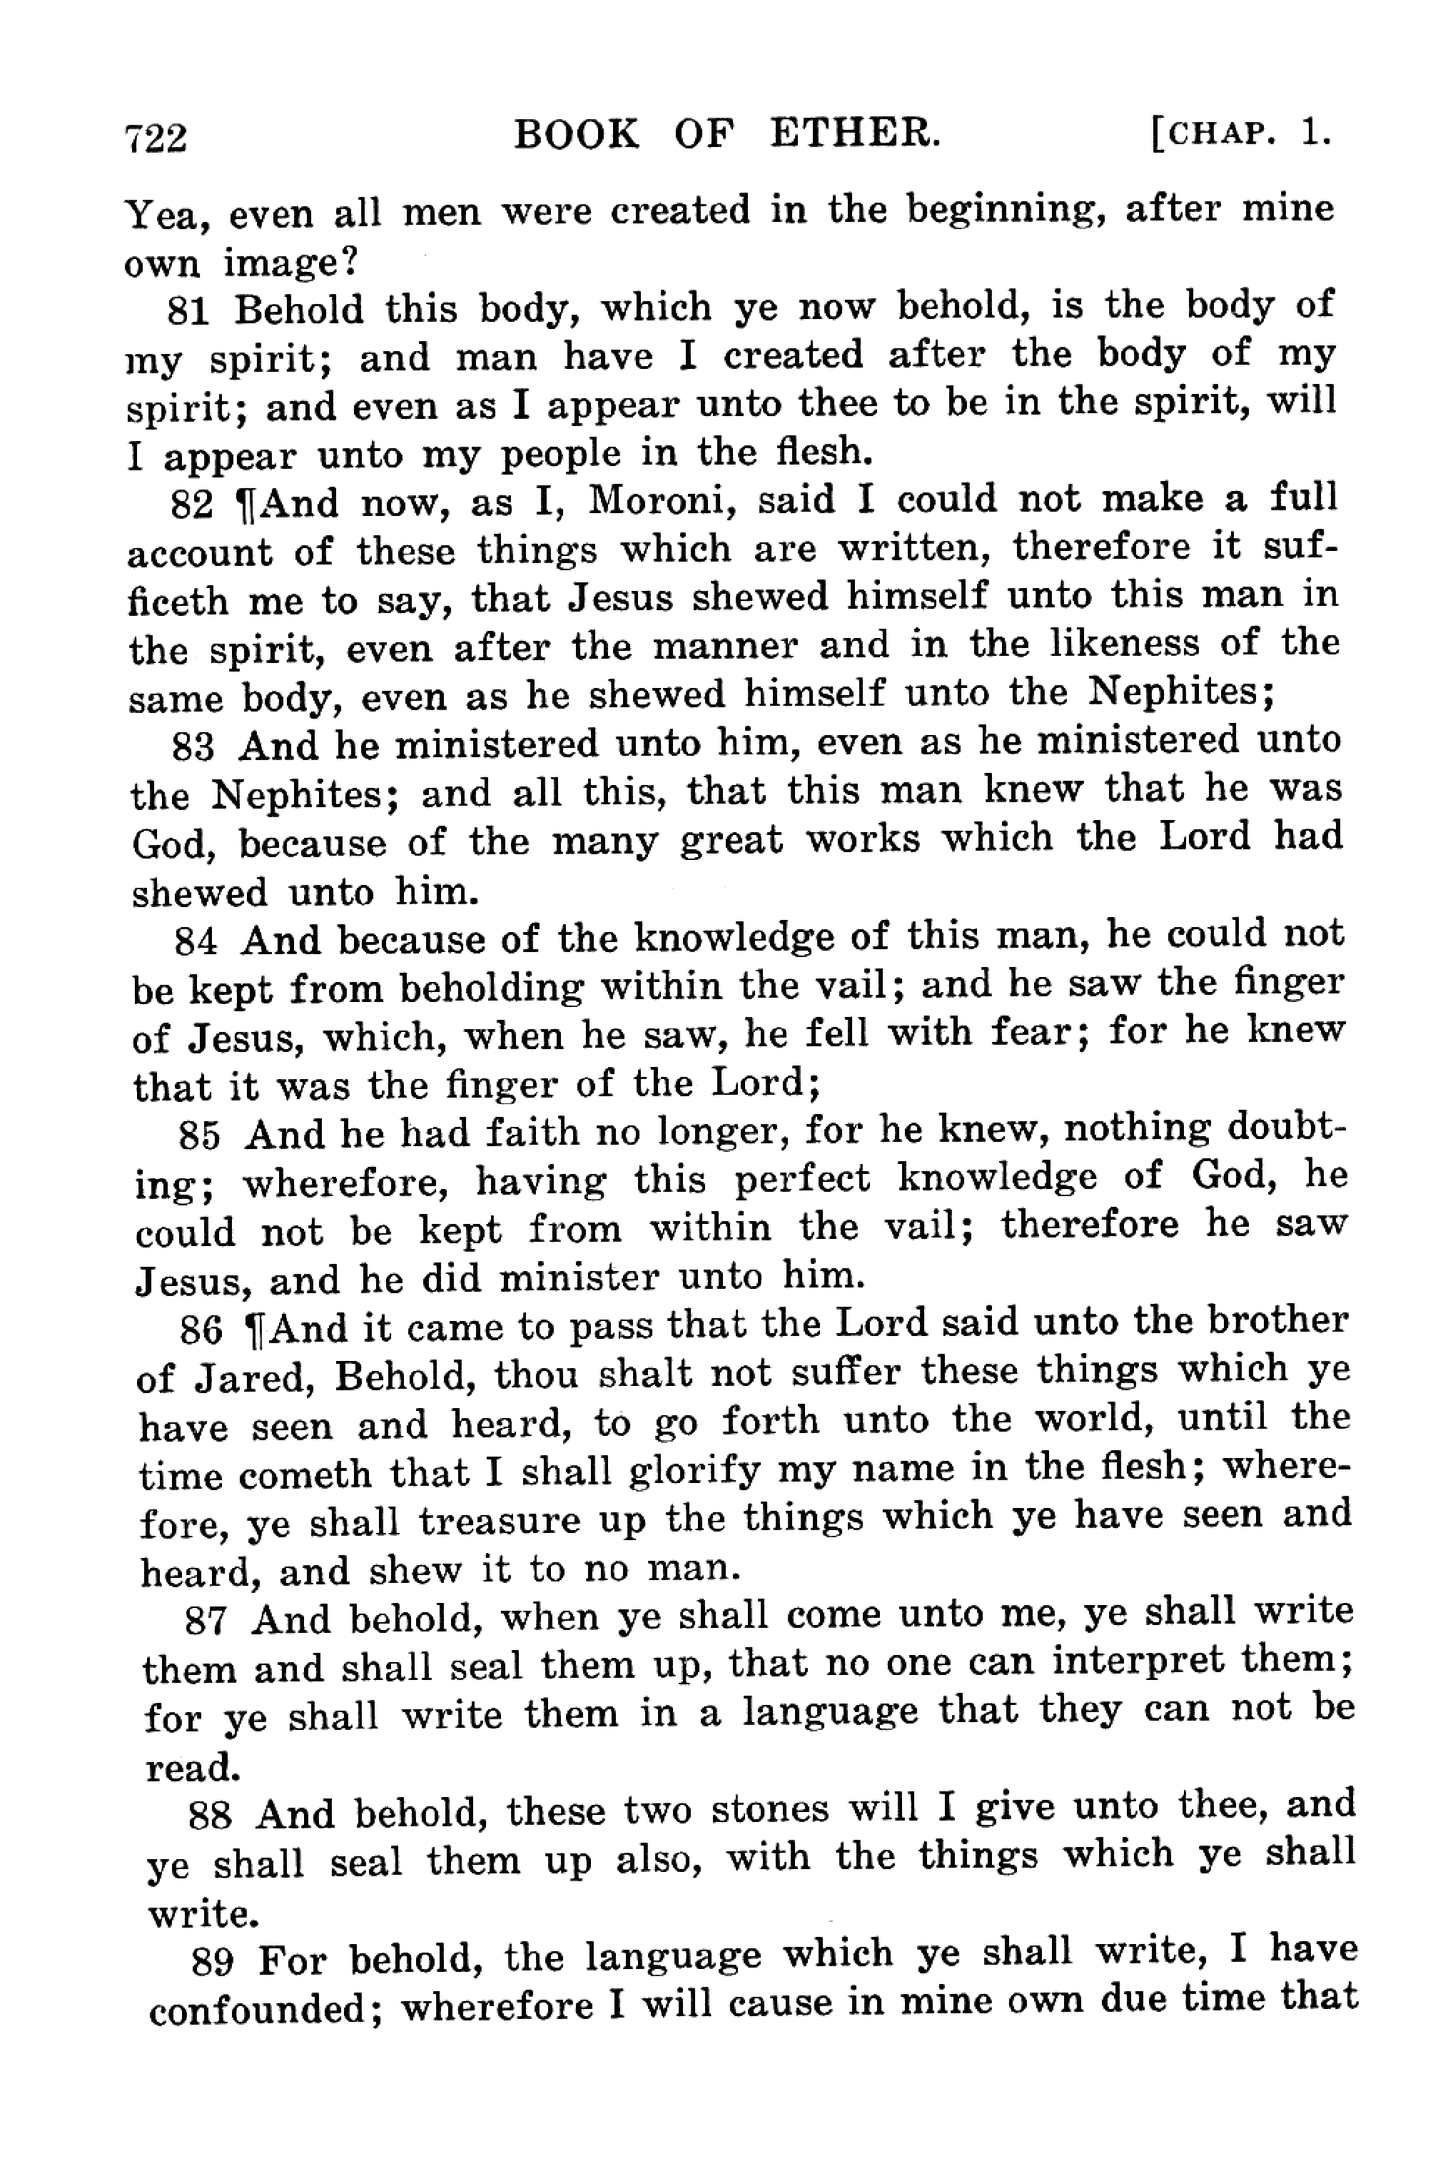 722 BOOK OF ETHER. [CHAP. 1.
Yea, even all men were created in the beginning, after mine
own image?
81 Behold this body, which ye now behold, is the body of
my spirit; and man have I created after the body of my
spirit; and even as I appear unto thee to be in the spirit, will
I appear unto my people in the flesh.
82 ¶And now, as I, Moroni, said I could not make a full
account of these things which are written, therefore it suf-
ficeth me to say, that Jesus shewed himself unto this man in
the spirit, even after the manner and in the likeness of the
same body, even as he shewed himself unto the Nephites;
83 And he ministered unto him, even as he ministered unto
the Nephites; and all this, that this man knew that he was
God, because of the many great works which the Lord had
shewed unto him.
84 And because of the knowledge of this man, he could not
be kept from beholding within the vail; and he saw the finger
of Jesus, which, when he saw, he fell with fear; for he knew
that it was the finger of the Lord;
85 And he had faith no longer, for he knew, nothing doubt-
ing; wherefore, having this perfect knowledge of God, he
could not be kept from within the vail; therefore he saw
Jesus, and he did minister unto him.
86 ¶And it came to pass that the Lord said unto the brother
of Jared, Behold, thou shalt not suffer these things which ye
have seen and heard, to go forth unto the world, until the
time cometh that I shall glorify my name in the flesh; where-
fore, ye shall treasure up the things which ye have seen and
heard, and shew it to no man.
87 And behold, when ye shall come unto me, ye shall write
them and shall seal them up, that no one can interpret them;
for ye shall write them in a language that they can not be
read.
88 And behold, these two stones will I give unto thee, and
ye shall seal them up also, with the things which ye shall
write.
89 For behold, the language which ye shall write, I have
confounded; wherefore I will cause in mine own due time that